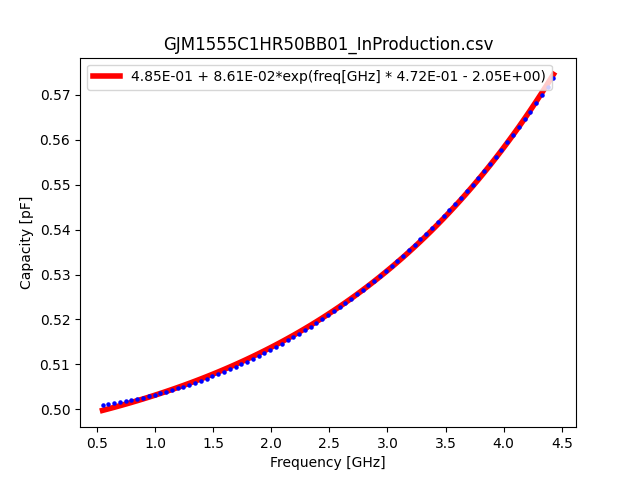 GJM1555C1HR50BB01_InProduction.csv
4.85E-01 + 8.61E-02*exp(freq[GHz] * 4.72E-01 - 2.05E+00)
0.57
0.56
0.55
0.54
0.53
0.52
0.51
0.50
Capacity [pF]
0.5 1.0 1.5 2.0 2.5 3.0 3.5 4.0 4.5
Frequency [GHz]